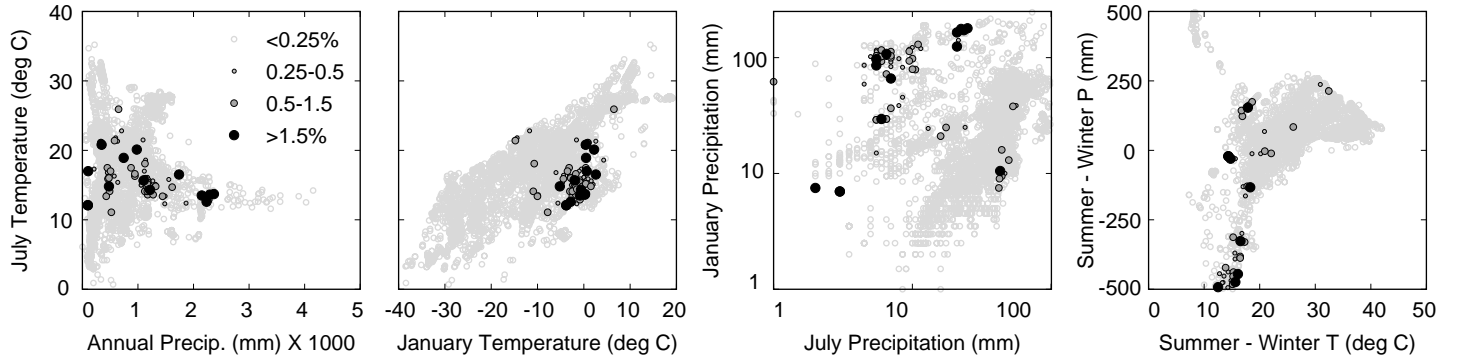 July Temperature (deg C)
40
30
20
10
0
<0.25%
0.25-0.5
0.5-1.5
>1.5%
0 1 2 3 4 5
Annual Precip. (mm) X 1000
-40 -30 -20 -10 0 10 20
January Temperature (deg C)
January Precipitation (mm)
100
10
1
1 10 100
July Precipitation (mm)
Summer - Winter P (mm)
500
250
0
-250
-500
0 10 20 30 40 50
Summer - Winter T (deg C)